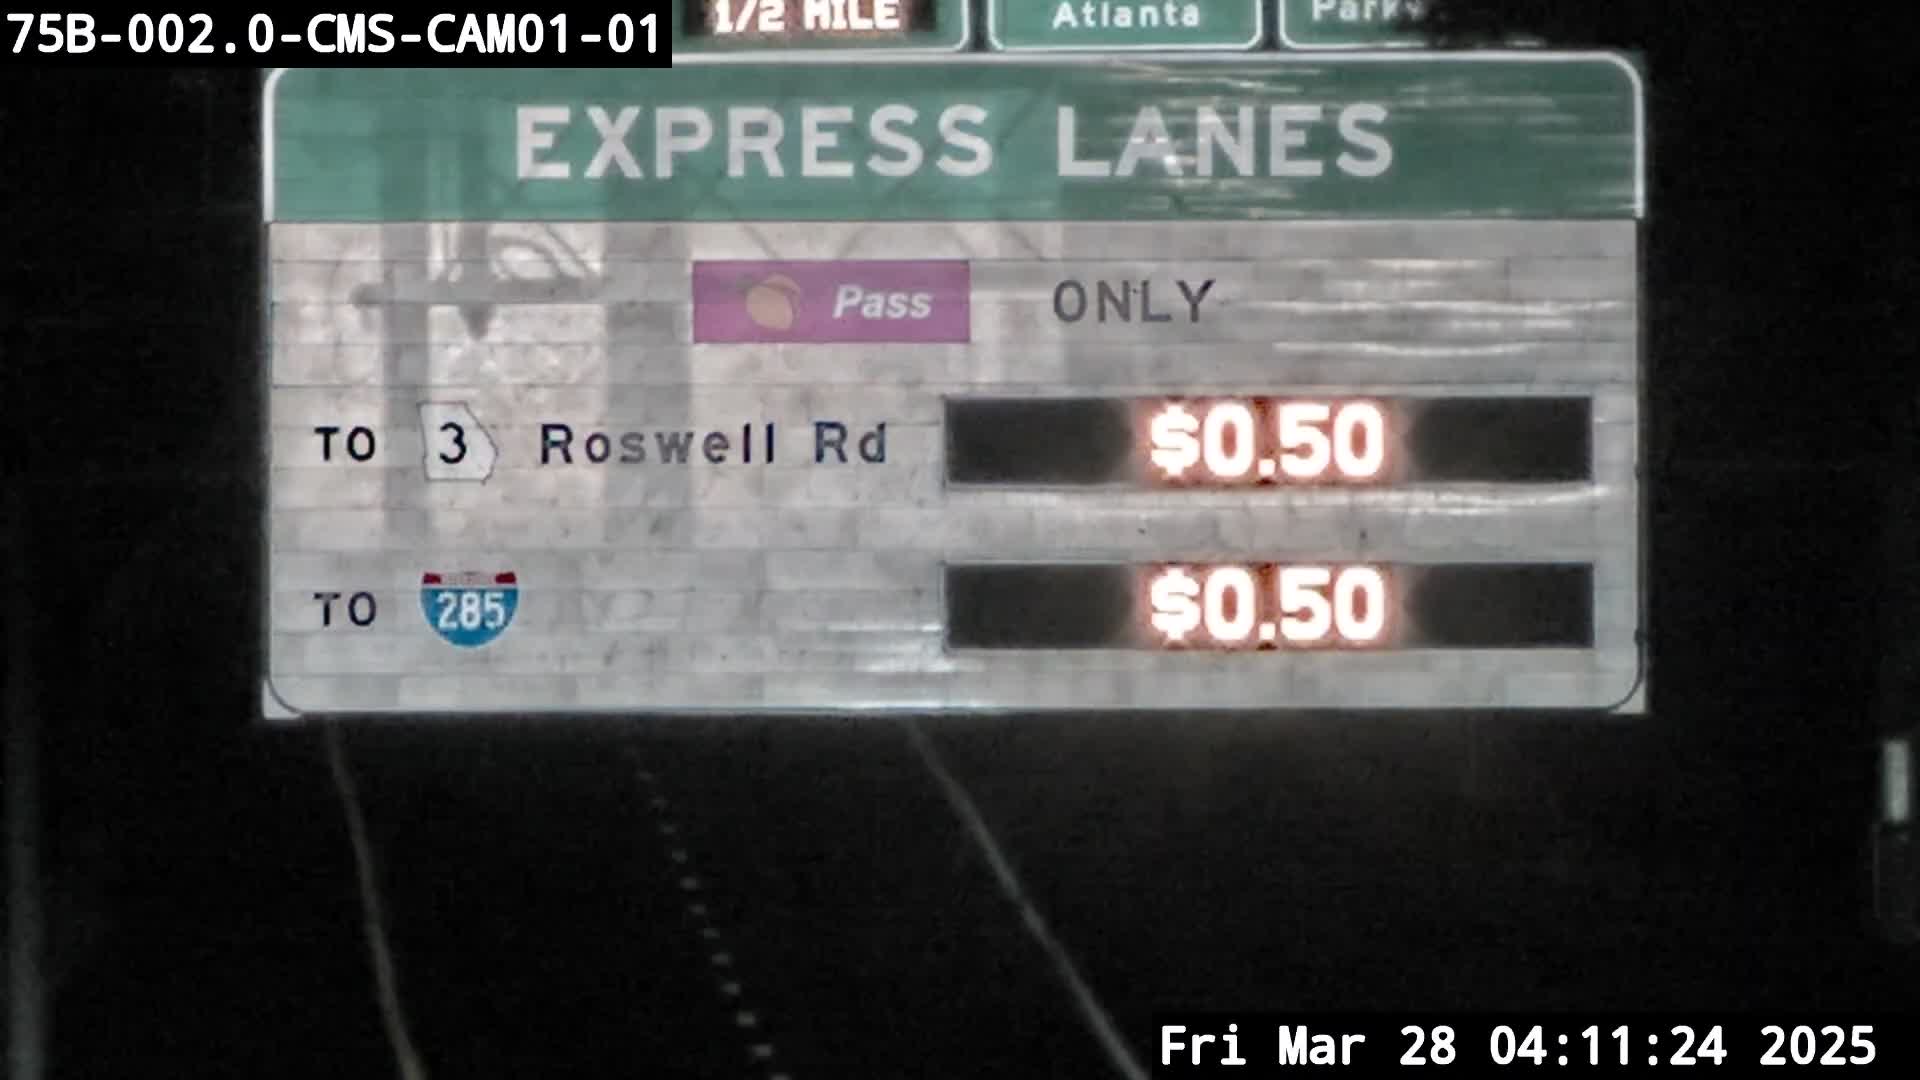 75B-002.0-CMS-CAM01-01
1/2 MILE
Atlanta
EXPRESS LANES
Pass ONLY
TO 3 Roswell Rd $0.50
TO 285 $0.50
Fri Mar 28 04:11:24 2025